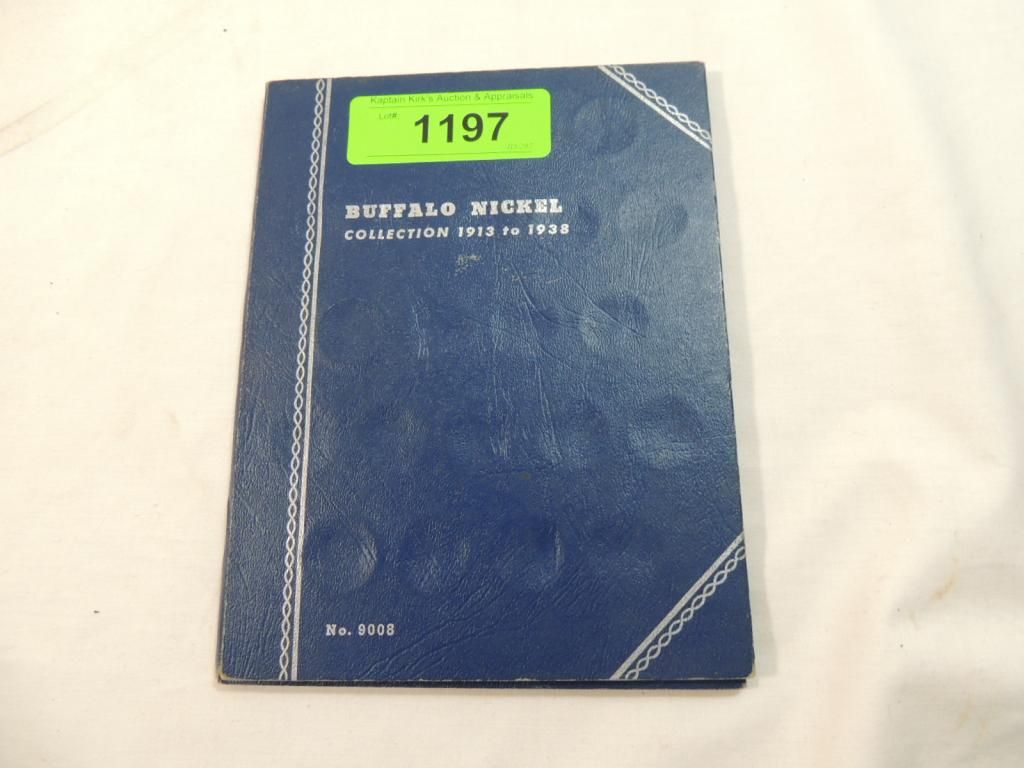 Kaptain Kirk's Auction & Appraisals
Lot#:
1197
BUFFALO NICKEL
COLLECTION 1913 to 1938
No. 9008